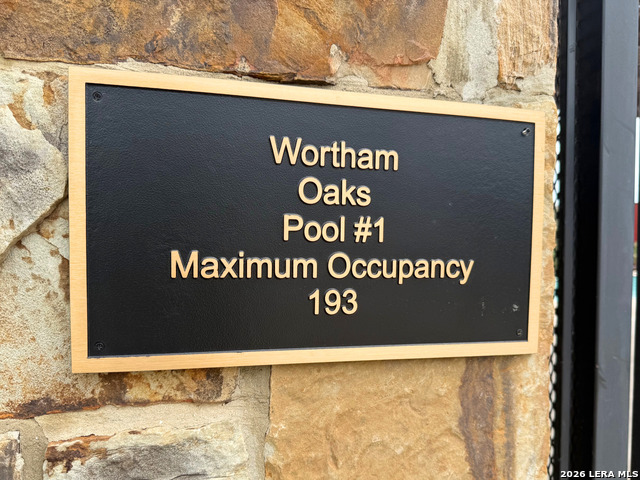 Wortham
Oaks
Pool #1
Maximum Occupancy
193
2026 LERA MLS